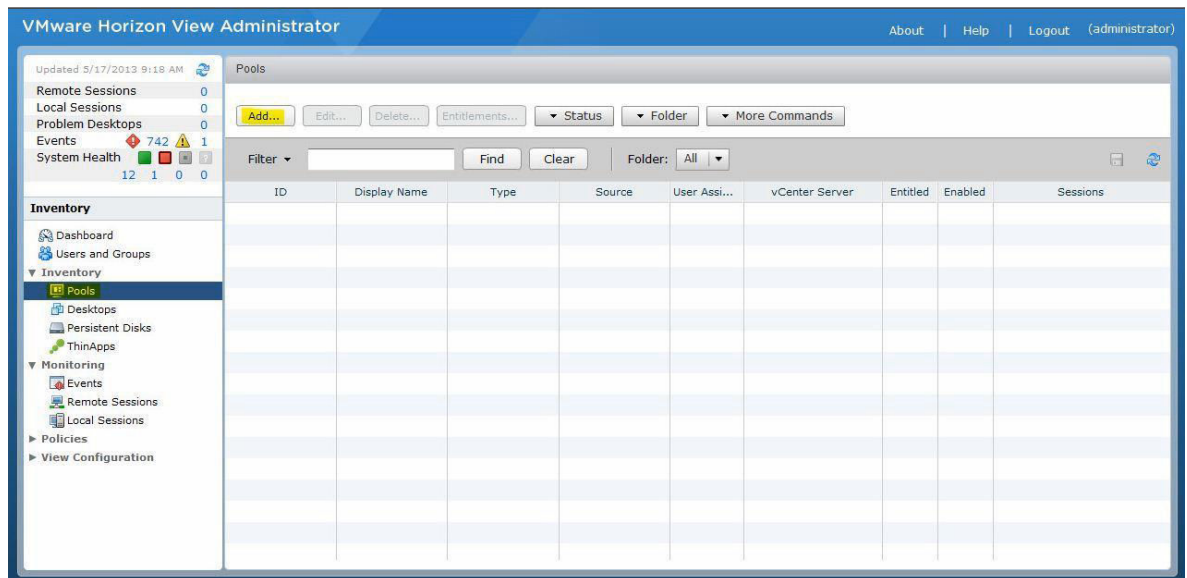 VMware Horizon View Administrator
About | Help | Logout (administrator)
Updated 5/17/2013 9:18 AM
Remote Sessions 0
Local Sessions 0
Problem Desktops 0
Events 742 1
System Health
12 1 0 0
Inventory
Dashboard
Users and Groups
Inventory
Pools
Desktops
Persistent Disks
ThinApps
Monitoring
Events
Remote Sessions
Local Sessions
Policies
View Configuration
Pools
Add... Edit... Delete... Entitlements... Status Folder More Commands
Filter Find Clear Folder: All
ID Display Name Type Source User Assi... vCenter Server Entitled Enabled Sessions